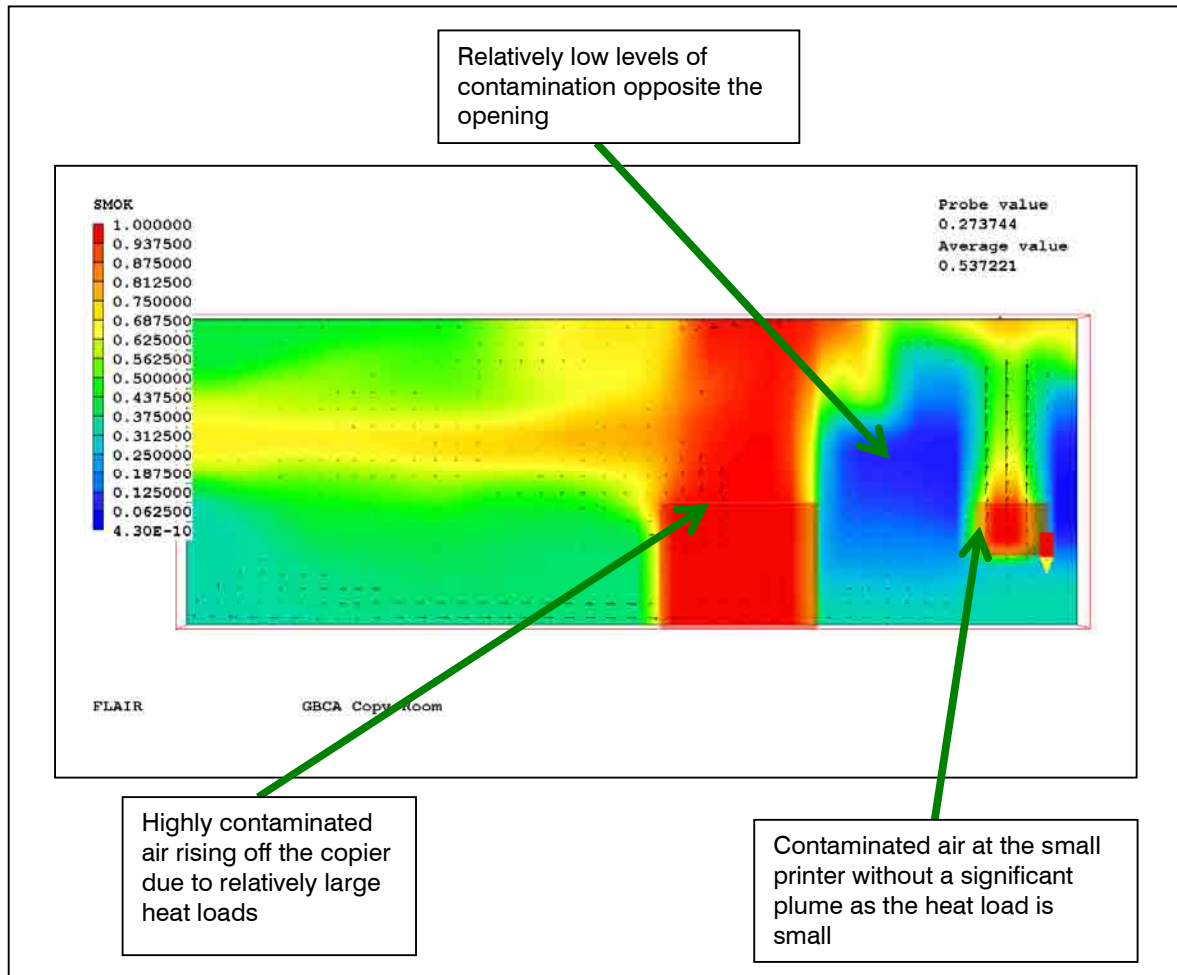 Relatively low levels of
contamination opposite the
opening
SMOK
1.000000
0.937500
0.875000
0.812500
0.750000
0.687500
0.625000
0.562500
0.500000
0.437500
0.375000
0.312500
0.250000
0.187500
0.125000
0.062500
4.30E-10
Probe value
0.273744
Average value
0.537221
FLAIR
GBCA Copy Room
Highly contaminated
air rising off the copier
due to relatively large
heat loads
Contaminated air at the small
printer without a significant
plume as the heat load is
small